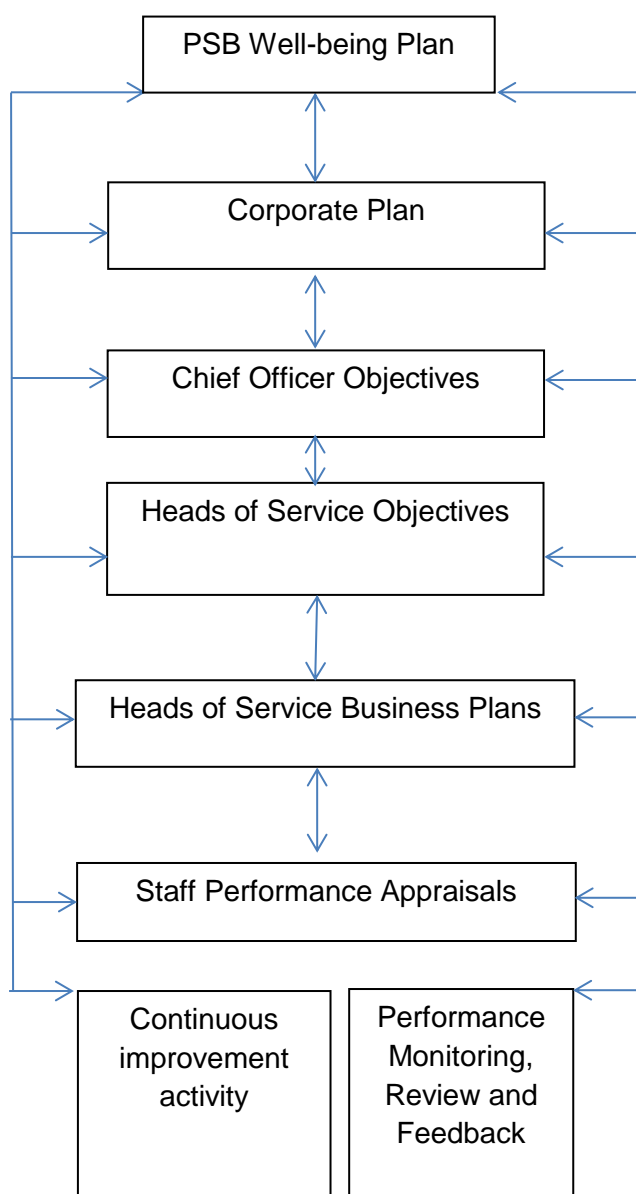 PSB Well-being Plan
Corporate Plan
Chief Officer Objectives
Heads of Service Objectives
Heads of Service Business Plans
Staff Performance Appraisals
Continuous
improvement
activity
Performance
Monitoring,
Review and
Feedback